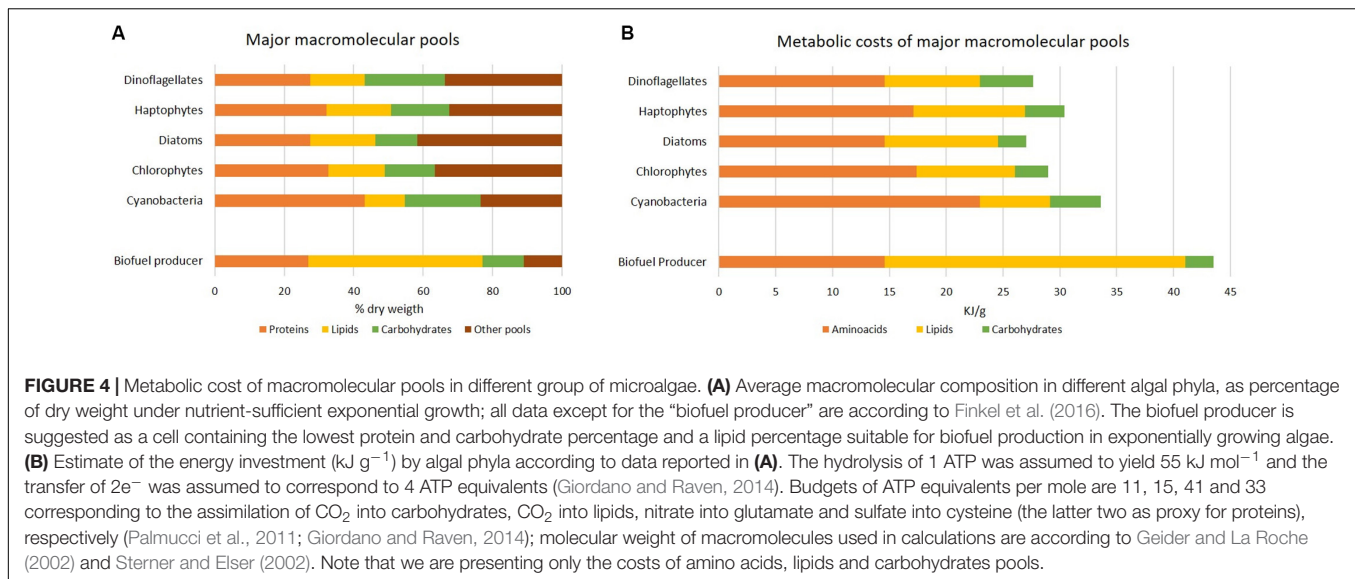 A
Major macromolecular pools
Dinoflagellates
Haptophytes
Diatoms
Chlorophytes
Cyanobacteria
Biofuel producer
0 20 40 60 80 100
% dry weigth
Proteins Lipids Carbohydrates Other pools
B
Metabolic costs of major macromolecular pools
Dinoflagellates
Haptophytes
Diatoms
Chlorophytes
Cyanobacteria
Biofuel Producer
0 5 10 15 20 25 30 35 40 45
KJ/g
Aminoacids Lipids Carbohydrates
FIGURE 4 | Metabolic cost of macromolecular pools in different group of microalgae. (A) Average macromolecular composition in different algal phyla, as percentage
of dry weight under nutrient-sufficient exponential growth; all data except for the “biofuel producer” are according to Finkel et al. (2016). The biofuel producer is
suggested as a cell containing the lowest protein and carbohydrate percentage and a lipid percentage suitable for biofuel production in exponentially growing algae.
(B) Estimate of the energy investment (kJ g⁻¹) by algal phyla according to data reported in (A). The hydrolysis of 1 ATP was assumed to yield 55 kJ mol⁻¹ and the
transfer of 2e⁻ was assumed to correspond to 4 ATP equivalents (Giordano and Raven, 2014). Budgets of ATP equivalents per mole are 11, 15, 41 and 33
corresponding to the assimilation of CO₂ into carbohydrates, CO₂ into lipids, nitrate into glutamate and sulfate into cysteine (the latter two as proxy for proteins),
respectively (Palmucci et al., 2011; Giordano and Raven, 2014); molecular weight of macromolecules used in calculations are according to Geider and La Roche
(2002) and Sterner and Elser (2002). Note that we are presenting only the costs of amino acids, lipids and carbohydrates pools.